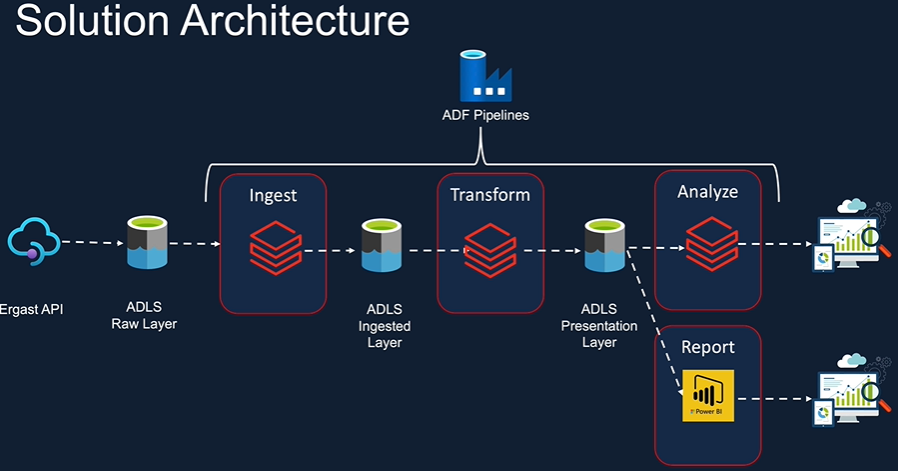 Solution Architecture
ADF Pipelines
Ingest
Transform
Analyze
Ergast API
ADLS
Raw Layer
ADLS
Ingested
Layer
ADLS
Presentation
Layer
Report
Power BI